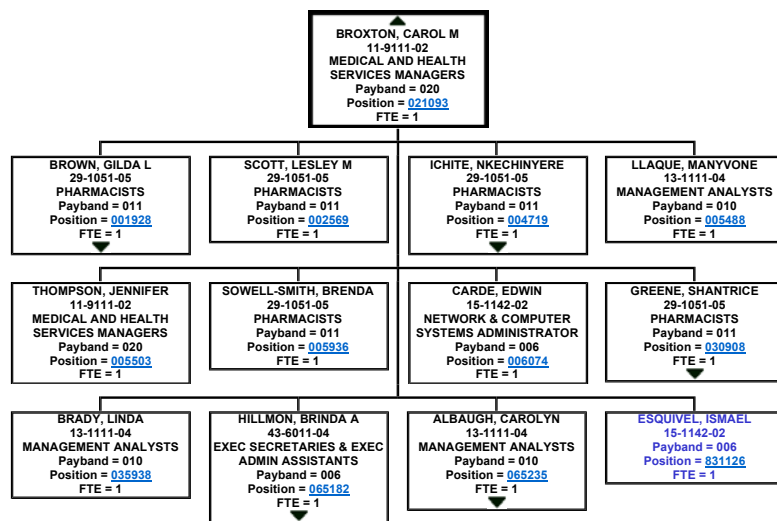 BROXTON, CAROL M
11-9111-02
MEDICAL AND HEALTH
SERVICES MANAGERS
Payband = 020
Position = 021093
FTE = 1
BROWN, GILDA L
29-1051-05
PHARMACISTS
Payband = 011
Position = 001928
FTE = 1
SCOTT, LESLEY M
29-1051-05
PHARMACISTS
Payband = 011
Position = 002569
FTE = 1
ICHITE, NKECHINYERE
29-1051-05
PHARMACISTS
Payband = 011
Position = 004719
FTE = 1
LLAQUE, MANYVONE
13-1111-04
MANAGEMENT ANALYSTS
Payband = 010
Position = 005488
FTE = 1
THOMPSON, JENNIFER
11-9111-02
MEDICAL AND HEALTH
SERVICES MANAGERS
Payband = 020
Position = 005503
FTE = 1
SOWELL-SMITH, BRENDA
29-1051-05
PHARMACISTS
Payband = 011
Position = 005936
FTE = 1
CARDE, EDWIN
15-1142-02
NETWORK & COMPUTER
SYSTEMS ADMINISTRATOR
Payband = 006
Position = 006074
FTE = 1
GREENE, SHANTRICE
29-1051-05
PHARMACISTS
Payband = 011
Position = 030908
FTE = 1
BRADY, LINDA
13-1111-04
MANAGEMENT ANALYSTS
Payband = 010
Position = 035938
FTE = 1
HILLMON, BRINDA A
43-6011-04
EXEC SECRETARIES & EXEC
ADMIN ASSISTANTS
Payband = 006
Position = 065182
FTE = 1
ALBAUGH, CAROLYN
13-1111-04
MANAGEMENT ANALYSTS
Payband = 010
Position = 065235
FTE = 1
ESQUIVEL, ISMAEL
15-1142-02
Payband = 006
Position = 831126
FTE = 1